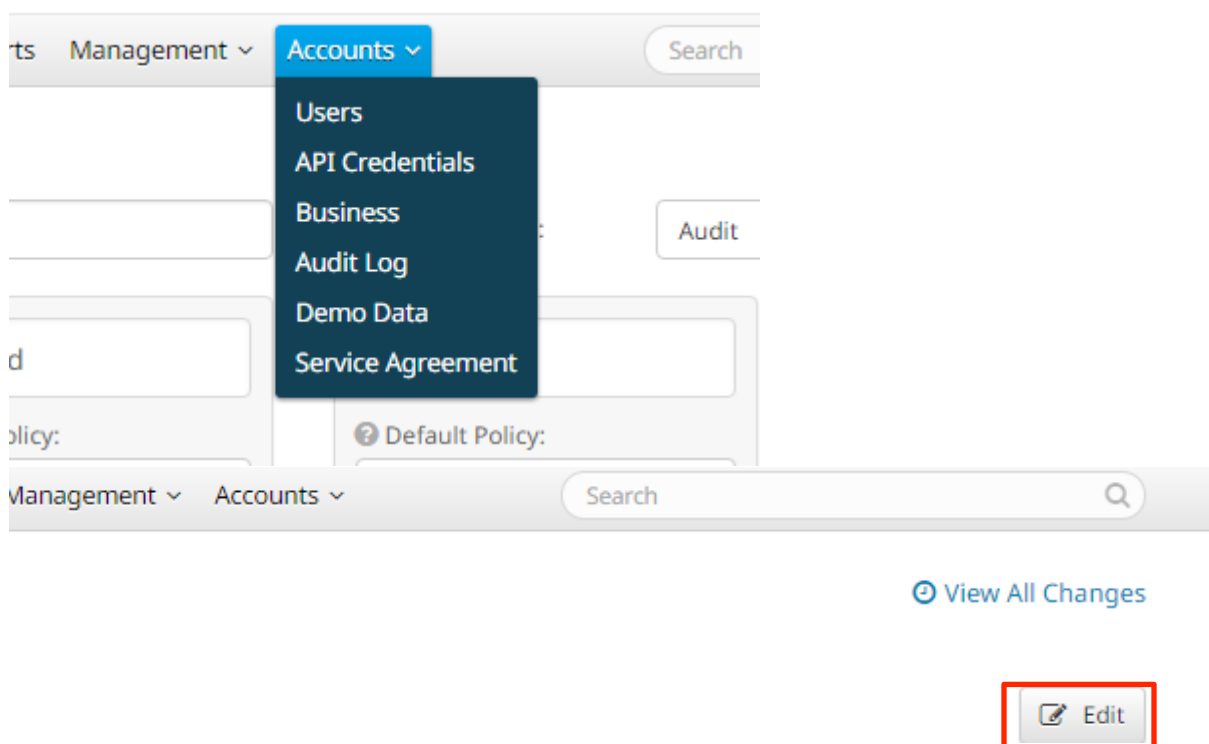 rts Management Accounts Search
Users
API Credentials
Business
: Audit
Audit Log
Demo Data
d
Service Agreement
olicy: Default Policy:
Management Accounts Search
View All Changes
Edit